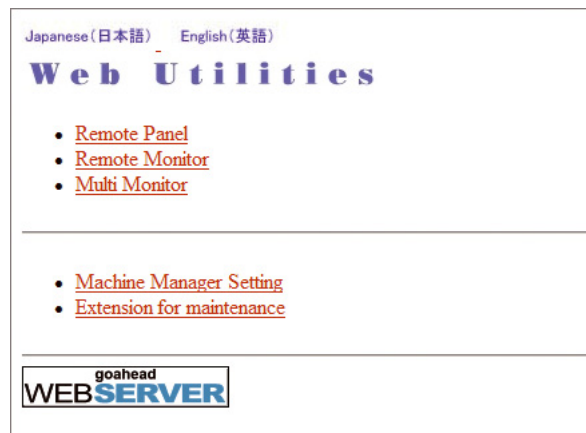 Japanese(日本語) English(英語)
Web Utilities
Remote Panel
Remote Monitor
Multi Monitor
Machine Manager Setting
Extension for maintenance
goahead
WEBSERVER